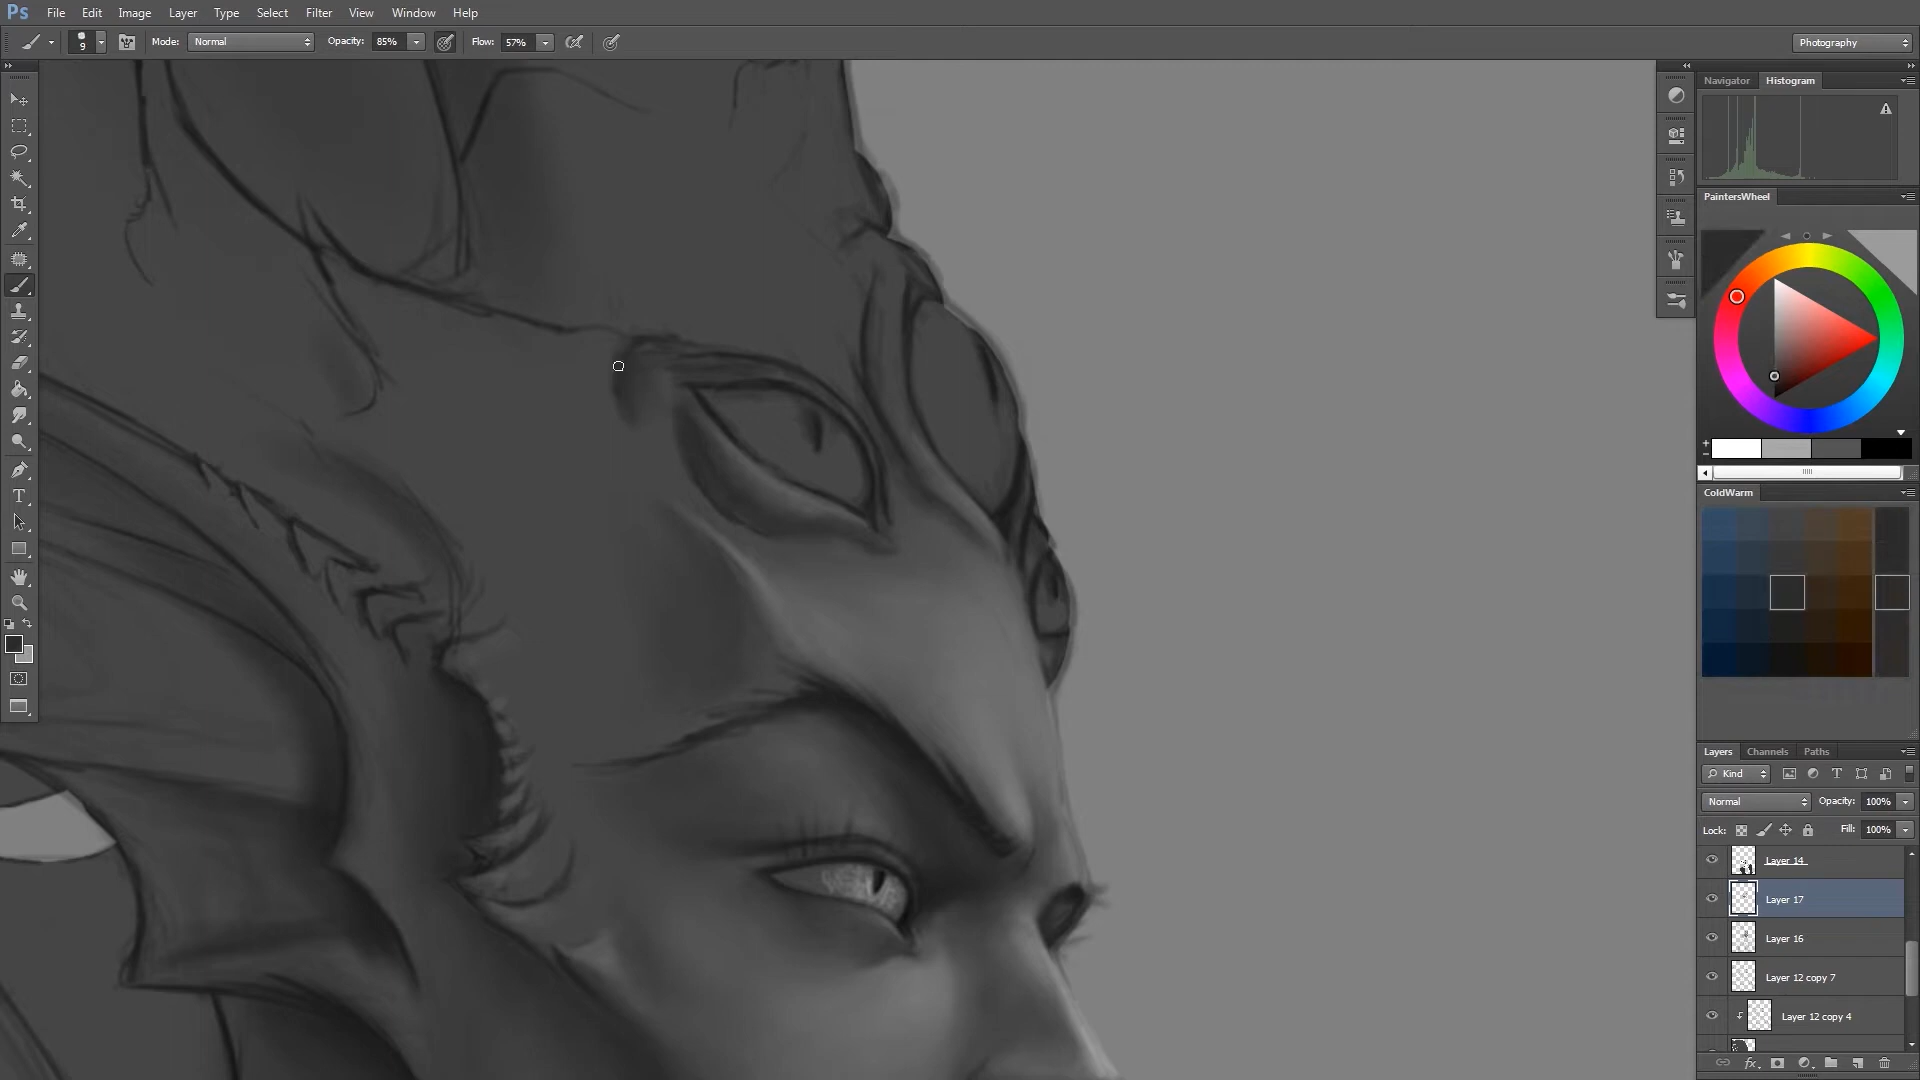 Ps File Edit Image Layer Type Select Filter View Window Help
9 Mode: Normal Opacity: 85% Flow: 57% Photography
Navigator Histogram
PaintersWheel
ColdWarm
Layers Channels Paths
Kind
Normal Opacity: 100%
Lock: Fill: 100%
Layer 14
Layer 17
Layer 16
Layer 12 copy 7
Layer 12 copy 4